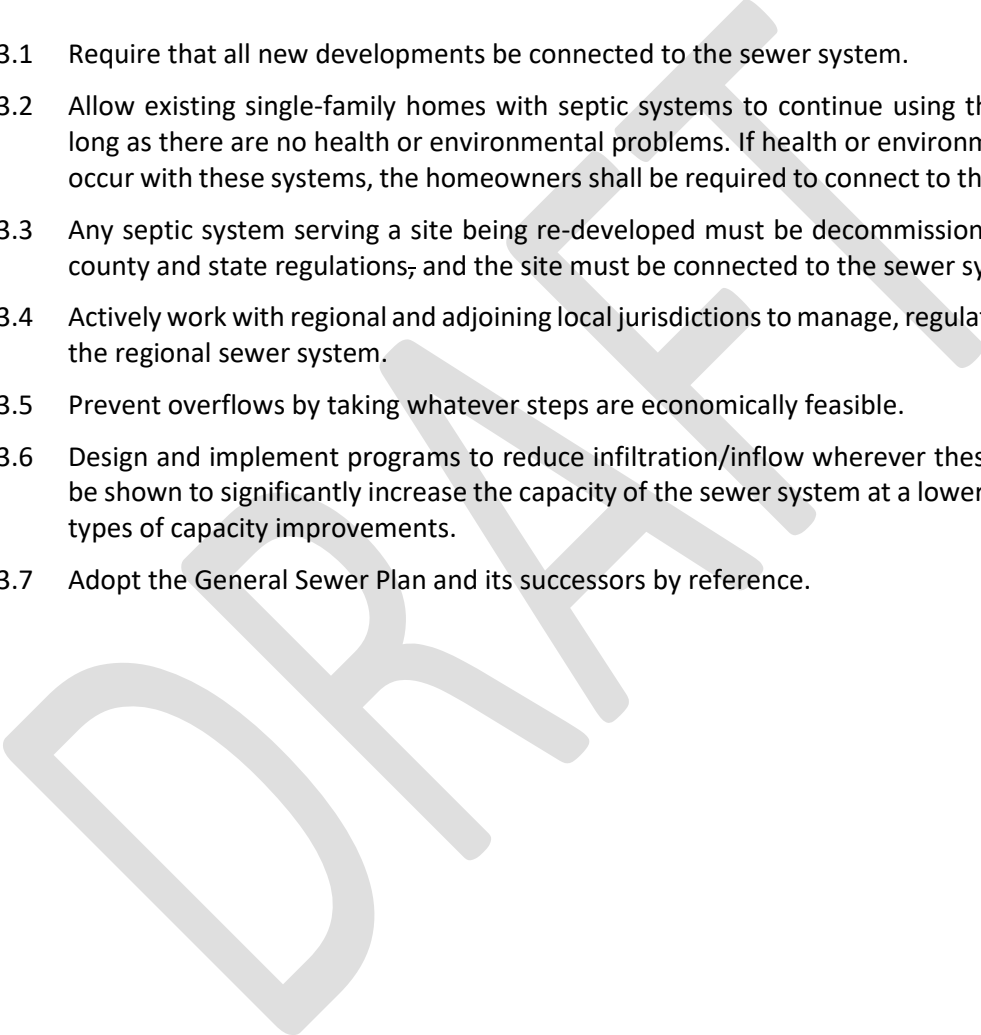 3.1 Require that all new developments be connected to the sewer system.
3.2 Allow existing single-family homes with septic systems to continue using
long as there are no health or environmental problems. If health or
occur with these systems, the homeowners shall be required to connect to
3.3 Any septic system serving a site being re-developed must be
county and state regulations, and the site must be connected to the sewer
3.4 Actively work with regional and adjoining local jurisdictions to manage,
the regional sewer system.
3.5 Prevent overflows by taking whatever steps are economically feasible.
3.6 Design and implement programs to reduce infiltration/inflow wherever
be shown to significantly increase the capacity of the sewer system at a lower
types of capacity improvements.
3.7 Adopt the General Sewer Plan and its successors by reference.
DRAFT